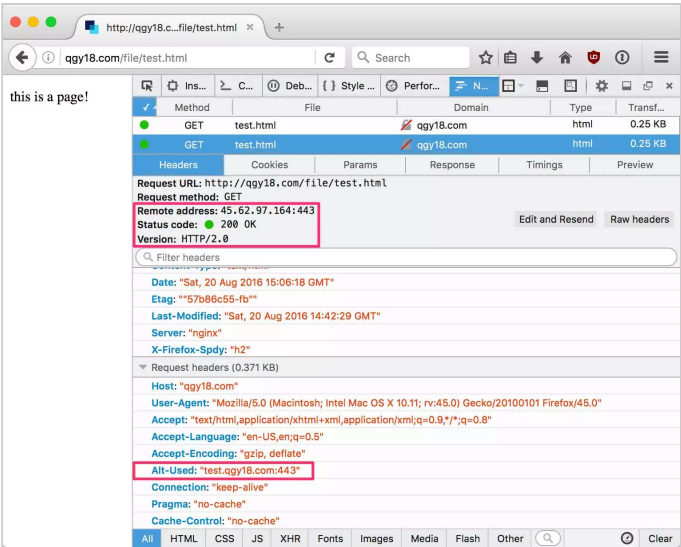 http://qgy18.c...file/test.html × +
qgy18.com/file/test.html Search
this is a page!
Ins... C... Deb... { } Style ... Perfor... N...
Method File Domain Type Transf...
GET test.html qgy18.com html 0.25 KB
GET test.html qgy18.com html 0.25 KB
Headers Cookies Params Response Timings Preview
Request URL: http://qgy18.com/file/test.html
Request method: GET
Remote address: 45.62.97.164:443
Status code: 200 OK
Edit and Resend Raw headers
Version: HTTP/2.0
Filter headers
Date: "Sat, 20 Aug 2016 15:06:18 GMT"
Etag: ""57b86c55-fb""
Last-Modified: "Sat, 20 Aug 2016 14:42:29 GMT"
Server: "nginx"
X-Firefox-Spdy: "h2"
Request headers (0.371 KB)
Host: "qgy18.com"
User-Agent: "Mozilla/5.0 (Macintosh; Intel Mac OS X 10.11; rv:45.0) Gecko/20100101 Firefox/45.0"
Accept: "text/html,application/xhtml+xml,application/xml;q=0.9,*/*;q=0.8"
Accept-Language: "en-US,en;q=0.5"
Accept-Encoding: "gzip, deflate"
Alt-Used: "test.qgy18.com:443"
Connection: "keep-alive"
Pragma: "no-cache"
Cache-Control: "no-cache"
All HTML CSS JS XHR Fonts Images Media Flash Other Clear